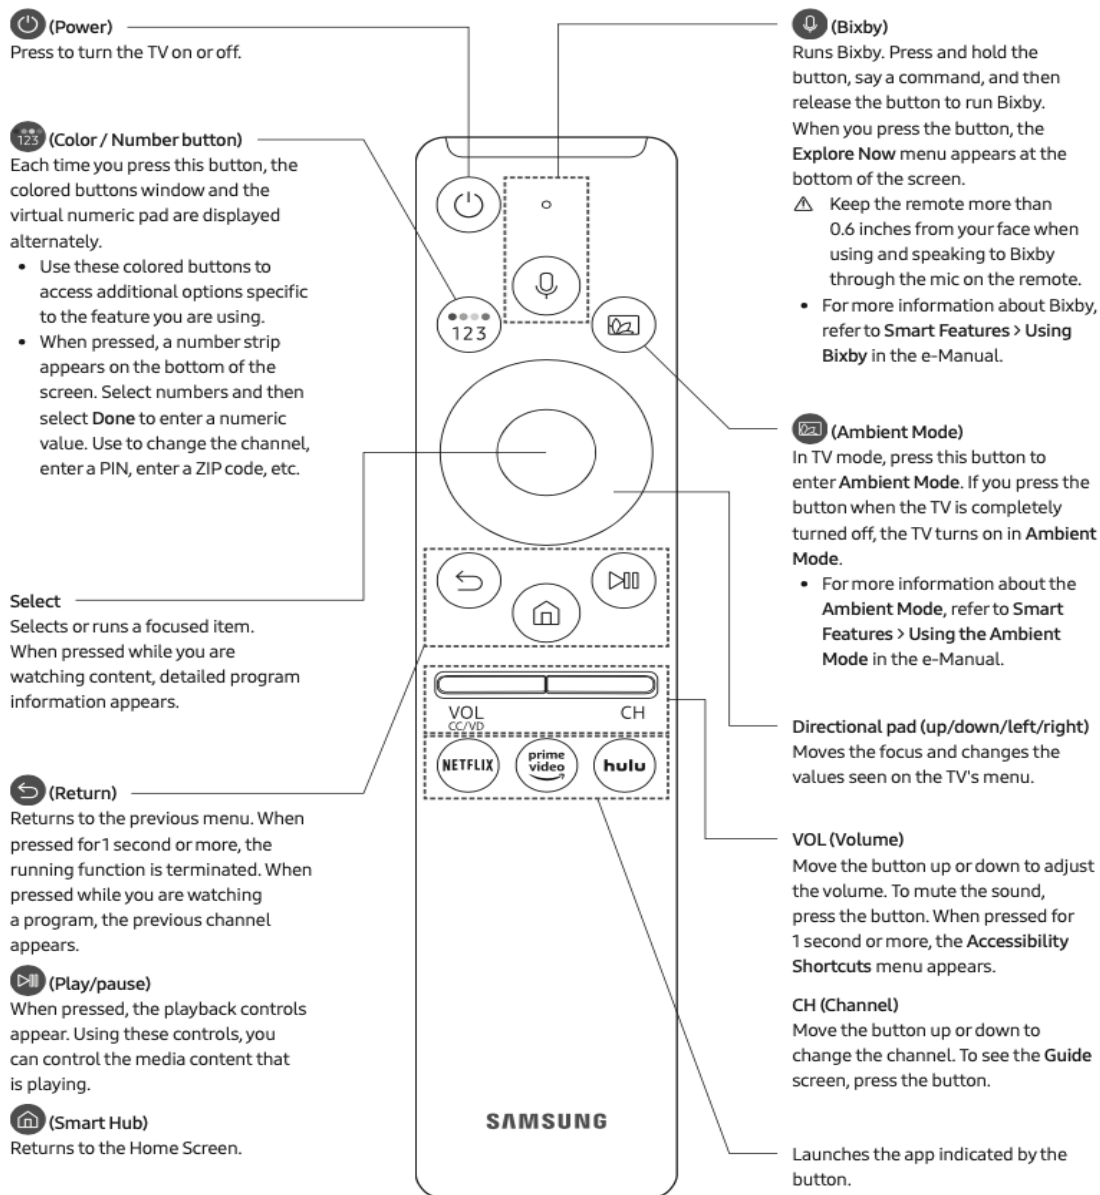 (Power)
Press to turn the TV on or off.
123 (Color / Number button)
Each time you press this button, the
colored buttons window and the
virtual numeric pad are displayed
alternately.
• Use these colored buttons to
access additional options specific
to the feature you are using.
• When pressed, a number strip
appears on the bottom of the
screen. Select numbers and then
select Done to enter a numeric
value. Use to change the channel,
enter a PIN, enter a ZIP code, etc.
Select
Selects or runs a focused item.
When pressed while you are
watching content, detailed program
information appears.
(Return)
Returns to the previous menu. When
pressed for 1 second or more, the
running function is terminated. When
pressed while you are watching
a program, the previous channel
appears.
(Play/pause)
When pressed, the playback controls
appear. Using these controls, you
can control the media content that
is playing.
(Smart Hub)
Returns to the Home Screen.
123
VOL
CC/VD
CH
NETFLIX
prime
video
hulu
SAMSUNG
(Bixby)
Runs Bixby. Press and hold the
button, say a command, and then
release the button to run Bixby.
When you press the button, the
Explore Now menu appears at the
bottom of the screen.
⚠ Keep the remote more than
0.6 inches from your face when
using and speaking to Bixby
through the mic on the remote.
• For more information about Bixby,
refer to Smart Features > Using
Bixby in the e-Manual.
(Ambient Mode)
In TV mode, press this button to
enter Ambient Mode. If you press the
button when the TV is completely
turned off, the TV turns on in Ambient
Mode.
• For more information about the
Ambient Mode, refer to Smart
Features > Using the Ambient
Mode in the e-Manual.
Directional pad (up/down/left/right)
Moves the focus and changes the
values seen on the TV's menu.
VOL (Volume)
Move the button up or down to adjust
the volume. To mute the sound,
press the button. When pressed for
1 second or more, the Accessibility
Shortcuts menu appears.
CH (Channel)
Move the button up or down to
change the channel. To see the Guide
screen, press the button.
Launches the app indicated by the
button.